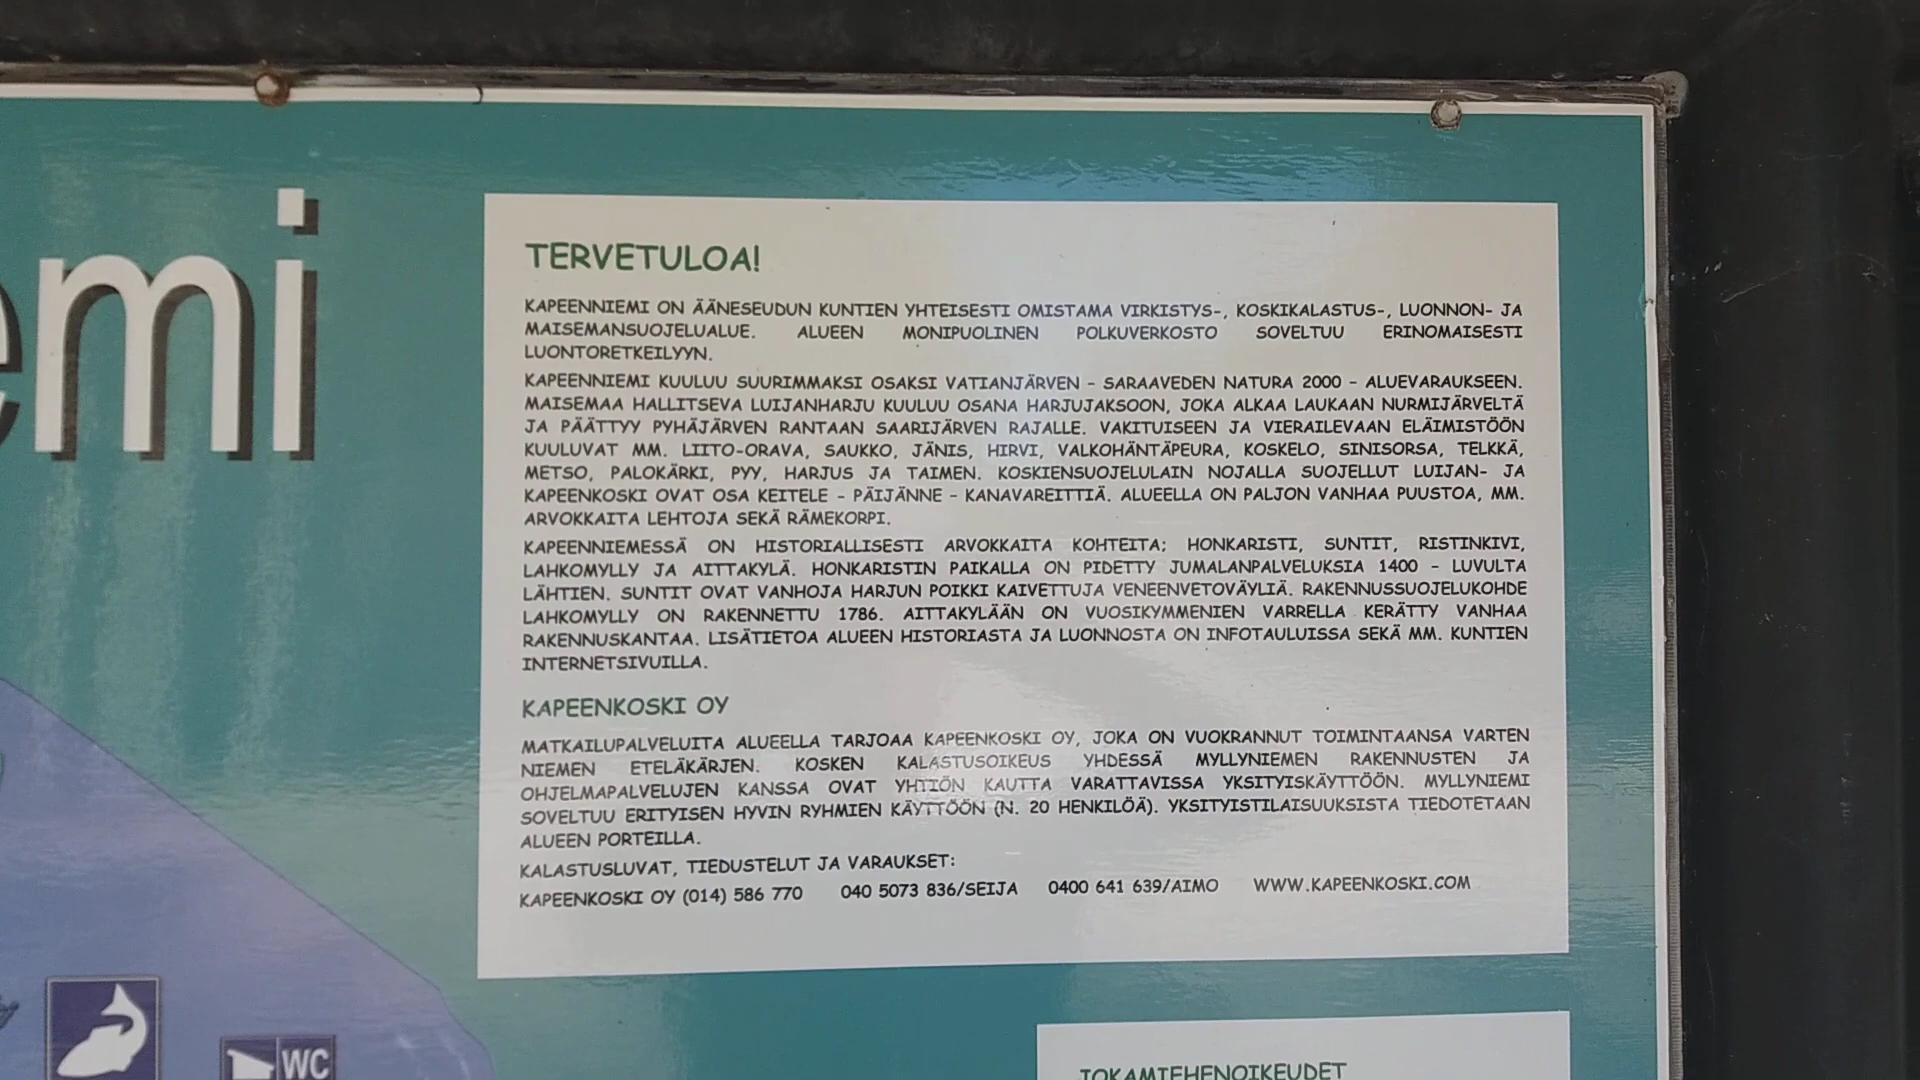 emi
TERVETULOA!
KAPEENNIEMI ON ÄÄNESEUDUN KUNTIEN YHTEISESTI OMISTAMA VIRKISTYS-, KOSKIKALASTUS-, LUONNON- JA
MAISEMANSUOJELUALUE. ALUEEN MONIPUOLINEN POLKUVERKOSTO SOVELTUU ERINOMAISESTI
LUONTORETKEILYYN.
KAPEENNIEMI KUULUU SUURIMMAKSI OSAKSI VATIANJÄRVEN - SARAAVEDEN NATURA 2000 - ALUEVARAUKSEEN.
MAISEMAA HALLITSEVA LUIJANHARJU KUULUU OSANA HARJUJAKSOON, JOKA ALKAA LAUKAAN NURMIJÄRVELTÄ
JA PÄÄTTYY PYHÄJÄRVEN RANTAAN SAARIJÄRVEN RAJALLE. VAKITUISEEN JA VIERAILEVAAN ELÄIMISTÖÖN
KUULUVAT MM. LIITO-ORAVA, SAUKKO, JÄNIS, HIRVI, VALKOHÄNTÄPEURA, KOSKELO, SINISORSA, TELKKÄ,
METSO, PALOKÄRKI, PYY, HARJUS JA TAIMEN. KOSKIENSUOJELULAIN NOJALLA SUOJELLUT LUIJAN- JA
KAPEENKOSKI OVAT OSA KEITELE - PÄIJÄNNE - KANAVAREITTIÄ. ALUEELLA ON PALJON VANHAA PUUSTOA, MM.
ARVOKKAITA LEHTOJA SEKÄ RÄMEKORPI.
KAPEENNIEMESSÄ ON HISTORIALLISESTI ARVOKKAITA KOHTEITA; HONKARISTI, SUNTIT, RISTINKIVI,
LAHKOMYLLY JA AITTAKYLÄ. HONKARISTIN PAIKALLA ON PIDETTY JUMALANPALVELUKSIA 1400 - LUVULTA
LÄHTIEN. SUNTIT OVAT VANHOJA HARJUN POIKKI KAIVETTUJA VENEENVETOVÄYLIÄ. RAKENNUSSUOJELUKOHDE
LAHKOMYLLY ON RAKENNETTU 1786. AITTAKYLÄÄN ON VUOSIKYMMENIEN VARRELLA KERÄTTY VANHAA
RAKENNUSKANTAA. LISÄTIETOA ALUEEN HISTORIASTA JA LUONNOSTA ON INFOTAULUISSA SEKÄ MM. KUNTIEN
INTERNETSIVUILLA.
KAPEENKOSKI OY
MATKAILUPALVELUITA ALUEELLA TARJOAA KAPEENKOSKI OY, JOKA ON VUOKRANNUT TOIMINTAANSA VARTEN
NIEMEN ETELÄKÄRJEN. KOSKEN KALASTUSOIKEUS YHDESSÄ MYLLYNIEMEN RAKENNUSTEN JA
OHJELMAPALVELUJEN KANSSA OVAT YHTIÖN KAUTTA VARATTAVISSA YKSITYISKÄYTTÖÖN. MYLLYNIEMI
SOVELTUU ERITYISEN HYVIN RYHMIEN KÄYTTÖÖN (N. 20 HENKILÖÄ). YKSITYISTILAISUUKSISTA TIEDOTETAAN
ALUEEN PORTEILLA.
KALASTUSLUVAT, TIEDUSTELUT JA VARAUKSET:
KAPEENKOSKI OY (014) 586 770 040 5073 836/SEIJA 0400 641 639/AIMO WWW.KAPEENKOSKI.COM
WC
JOKAMIEHENOIKEUDET